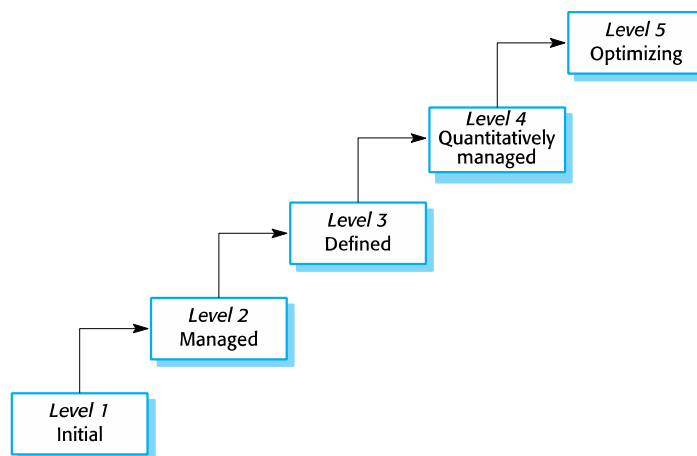 Level 5
Optimizing
Level 4
Quantitatively
managed
Level 3
Defined
Level 2
Managed
Level 1
Initial